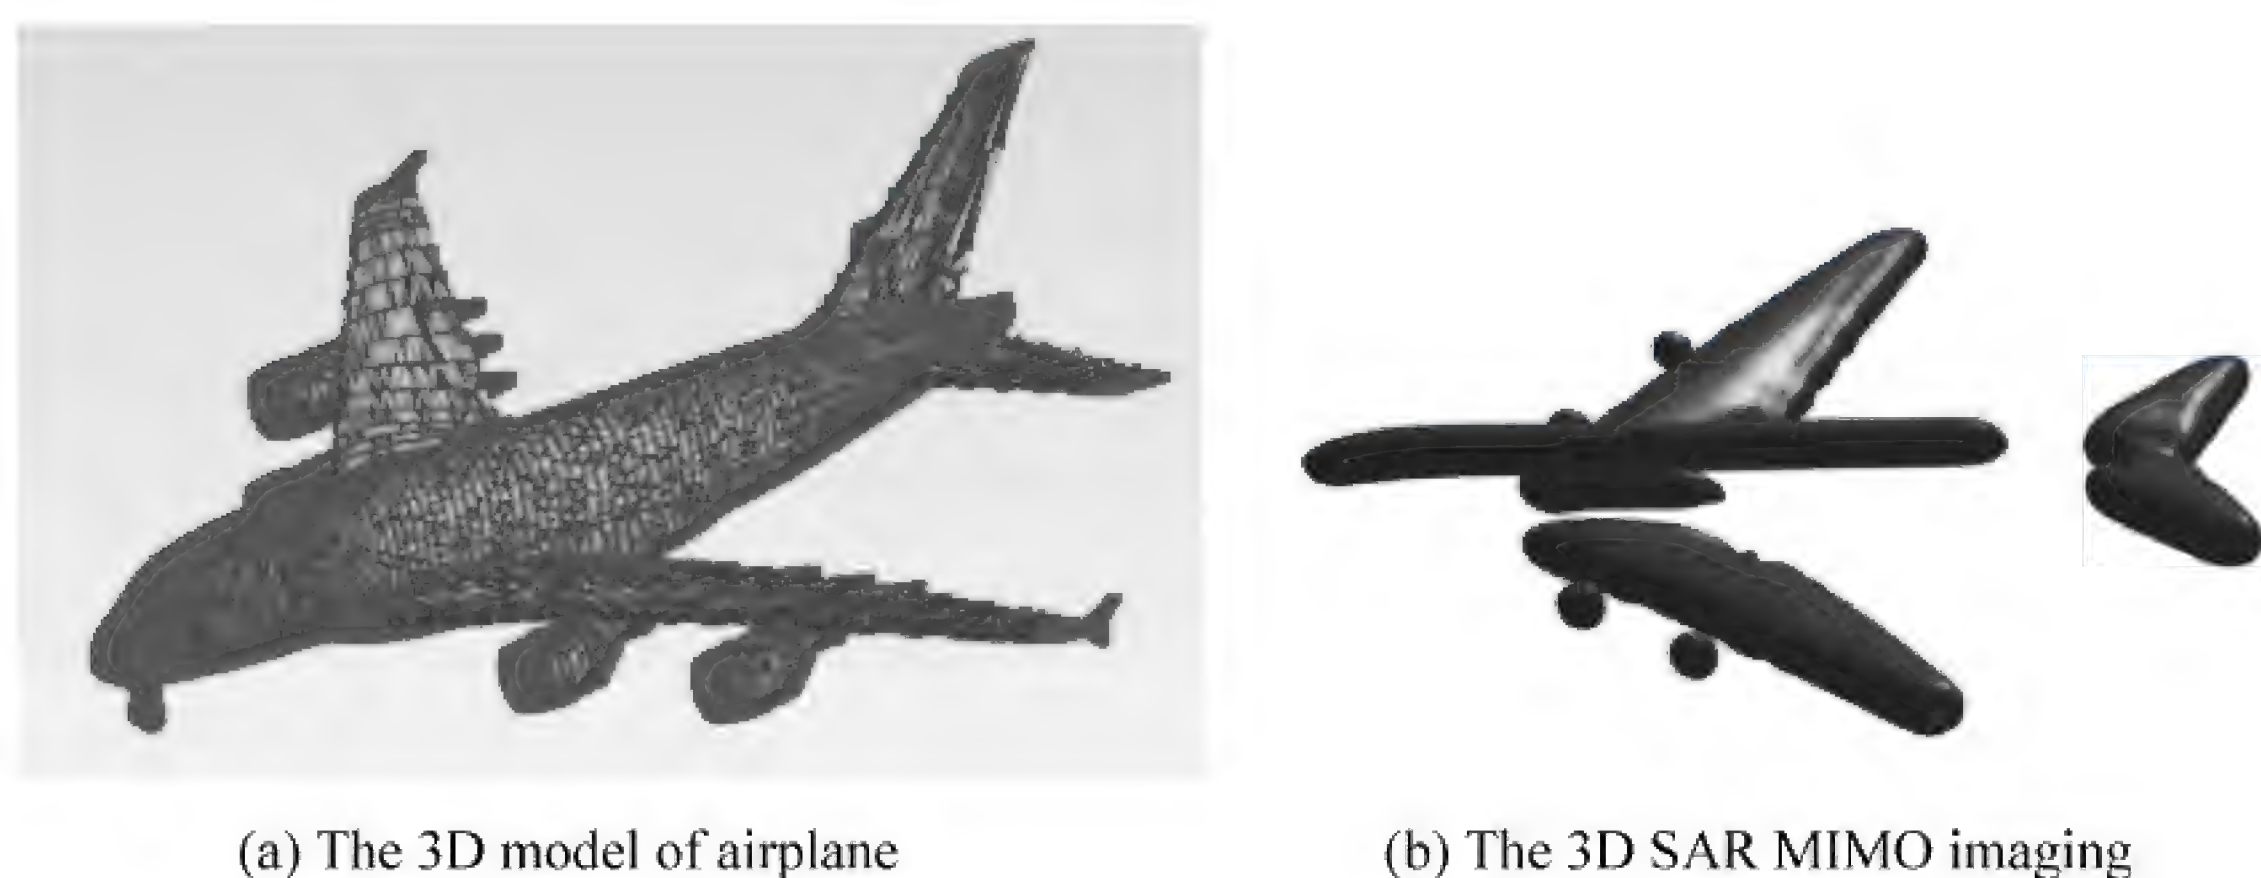 (a) The 3D model of airplane
(b) The 3D SAR MIMO imaging